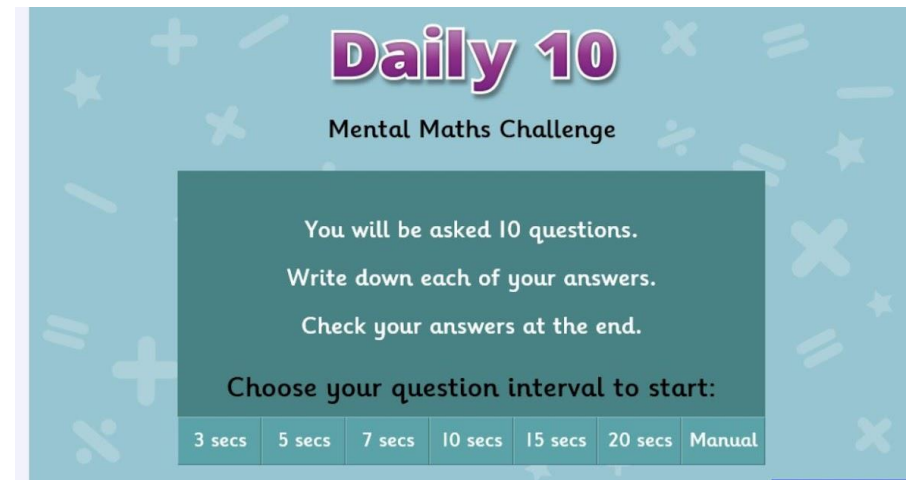 Daily 10
Mental Maths Challenge
You will be asked 10 questions.
Write down each of your answers.
Check your answers at the end.
Choose your question interval to start:
3 secs 5 secs 7 secs 10 secs 15 secs 20 secs Manual